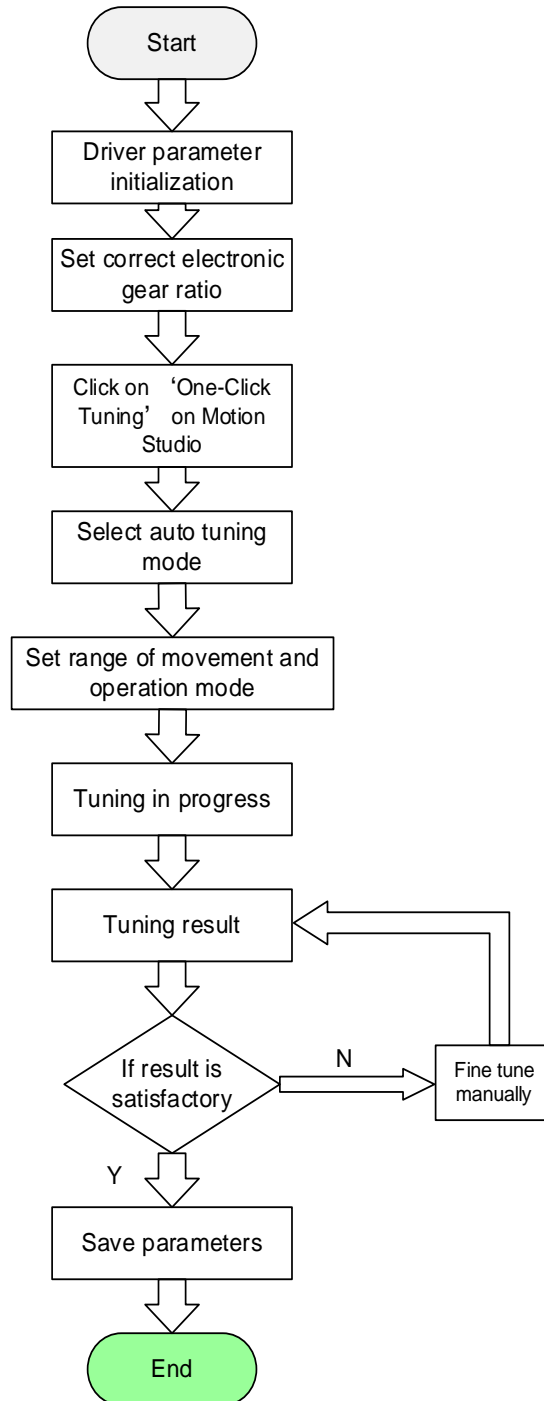 Start
Driver parameter
initialization
Set correct electronic
gear ratio
Click on ‘One-Click
Tuning’ on Motion
Studio
Select auto tuning
mode
Set range of movement and
operation mode
Tuning in progress
Tuning result
If result is
satisfactory
N
Fine tune
manually
Y
Save parameters
End